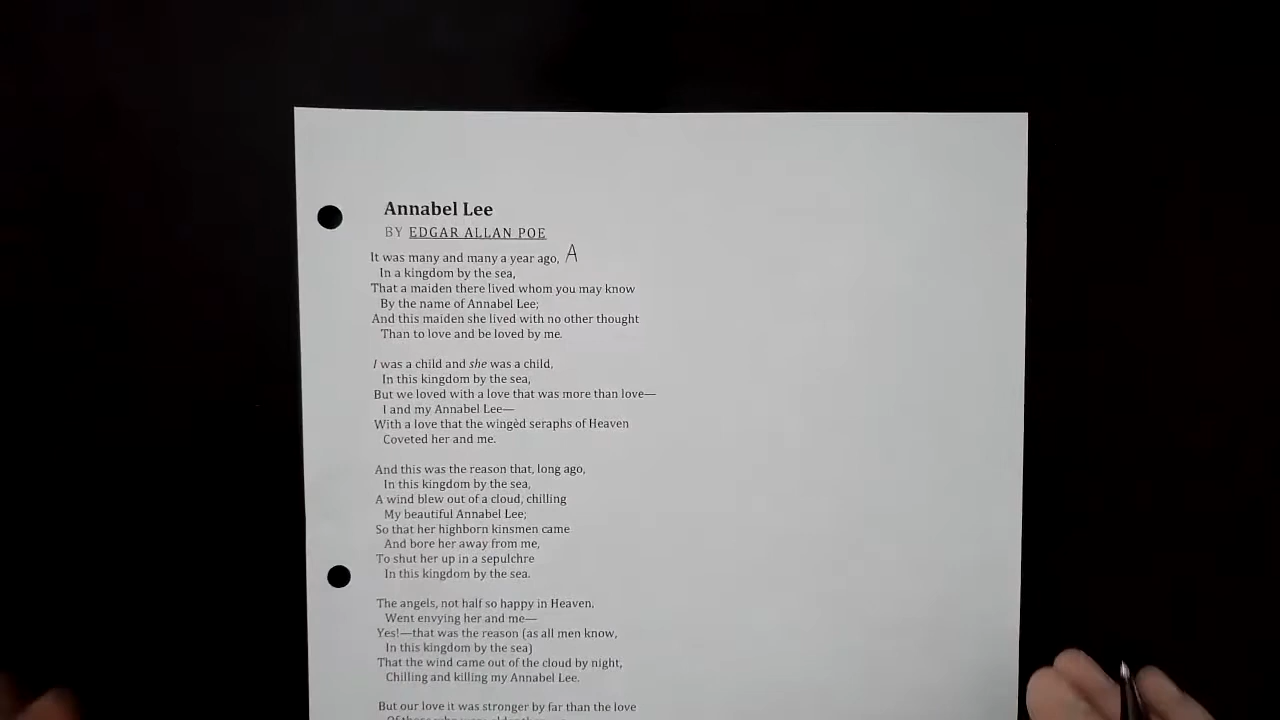 Annabel Lee
BY EDGAR ALLAN POE
It was many and many a year ago, A
In a kingdom by the sea,
That a maiden there lived whom you may know
By the name of Annabel Lee;
And this maiden she lived with no other thought
Than to love and be loved by me.
I was a child and she was a child,
In this kingdom by the sea,
But we loved with a love that was more than love—
I and my Annabel Lee—
With a love that the wingèd seraphs of Heaven
Coveted her and me.
And this was the reason that, long ago,
In this kingdom by the sea,
A wind blew out of a cloud, chilling
My beautiful Annabel Lee;
So that her highborn kinsmen came
And bore her away from me,
To shut her up in a sepulchre
In this kingdom by the sea.
The angels, not half so happy in Heaven,
Went envying her and me—
Yes!—that was the reason (as all men know,
In this kingdom by the sea)
That the wind came out of the cloud by night,
Chilling and killing my Annabel Lee.
But our love it was stronger by far than the love